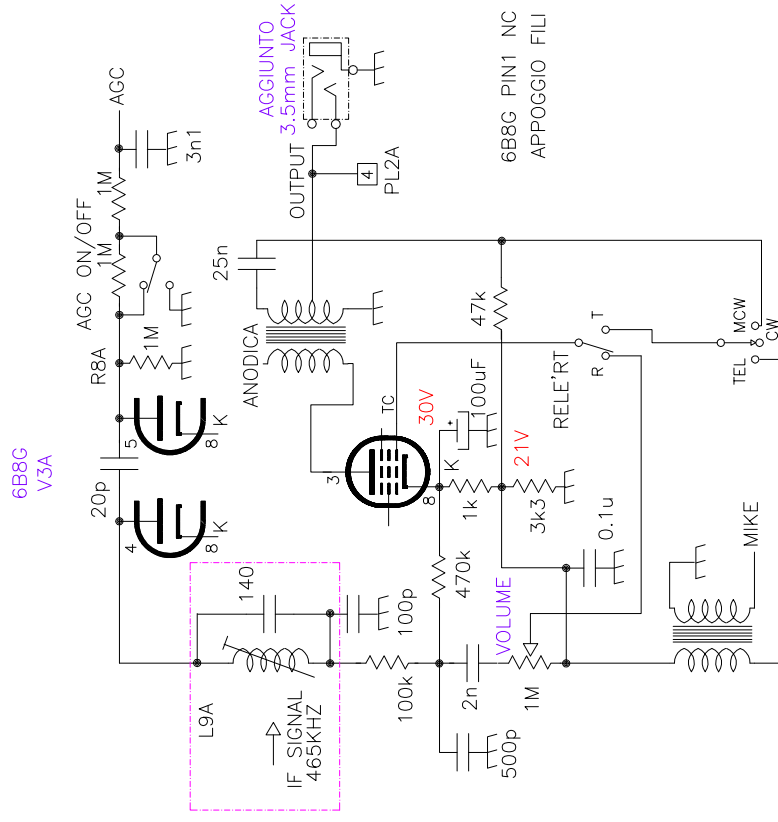 6B8G
V3A
4
8
K
20p
5
8
K
R8A
1M
AGC ON/OFF
1M
1M
AGC
3n1
AGGIUNTO
3.5mm JACK
OUTPUT
4
PL2A
6B8G PIN1 NC
APPOGGIO FILI
25n
ANODICA
3
TC
8
K
30V
100uF
1k
21V
3k3
47k
RELE'RT
R
T
TEL
MCW
CW
L9A
140
IF SIGNAL
465KHZ
100p
100k
470k
500p
2n
VOLUME
1M
0.1u
MIKE
+